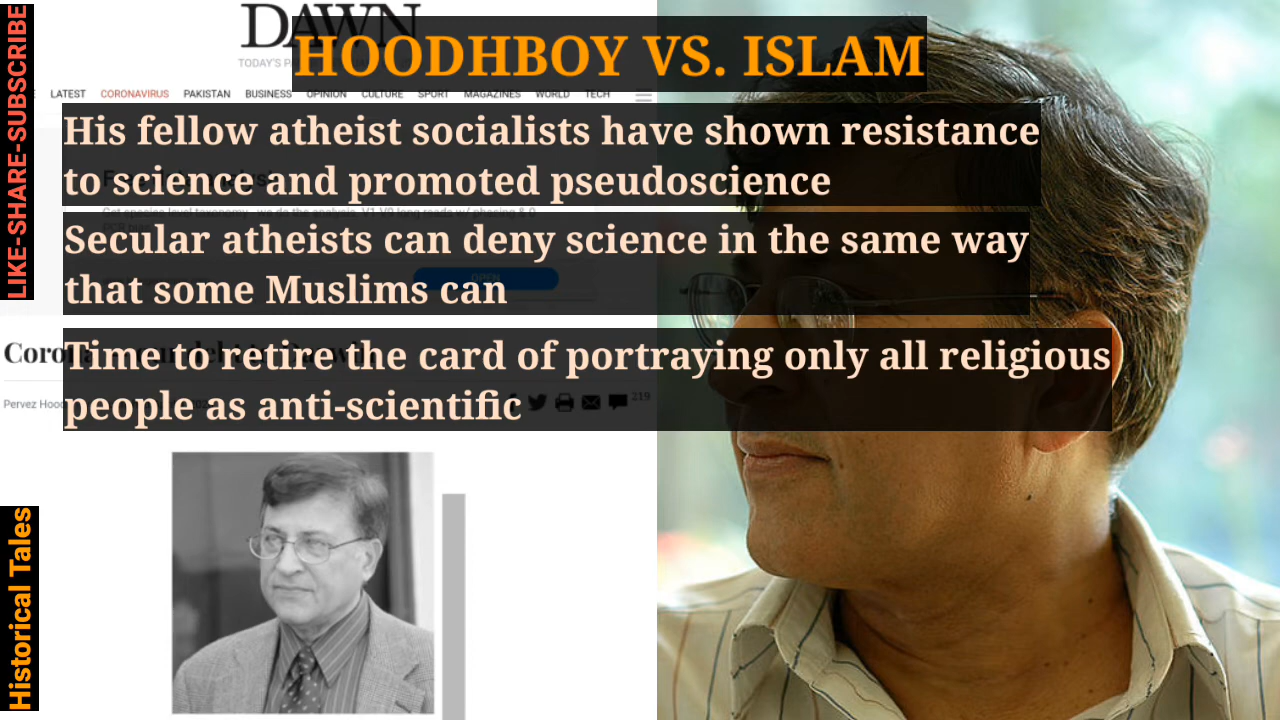 DAWN
HOODHBOY VS. ISLAM
LATEST CORONAVIRUS PAKISTAN BUSINESS OPINION CULTURE SPORT MAGAZINES WORLD TECH
His fellow atheist socialists have shown resistance
to science and promoted pseudoscience
Secular atheists can deny science in the same way
that some Muslims can
Time to retire the card of portraying only all religious
people as anti-scientific
Pervez
219
LIKE-SHARE-SUBSCRIBE
Historical Tales